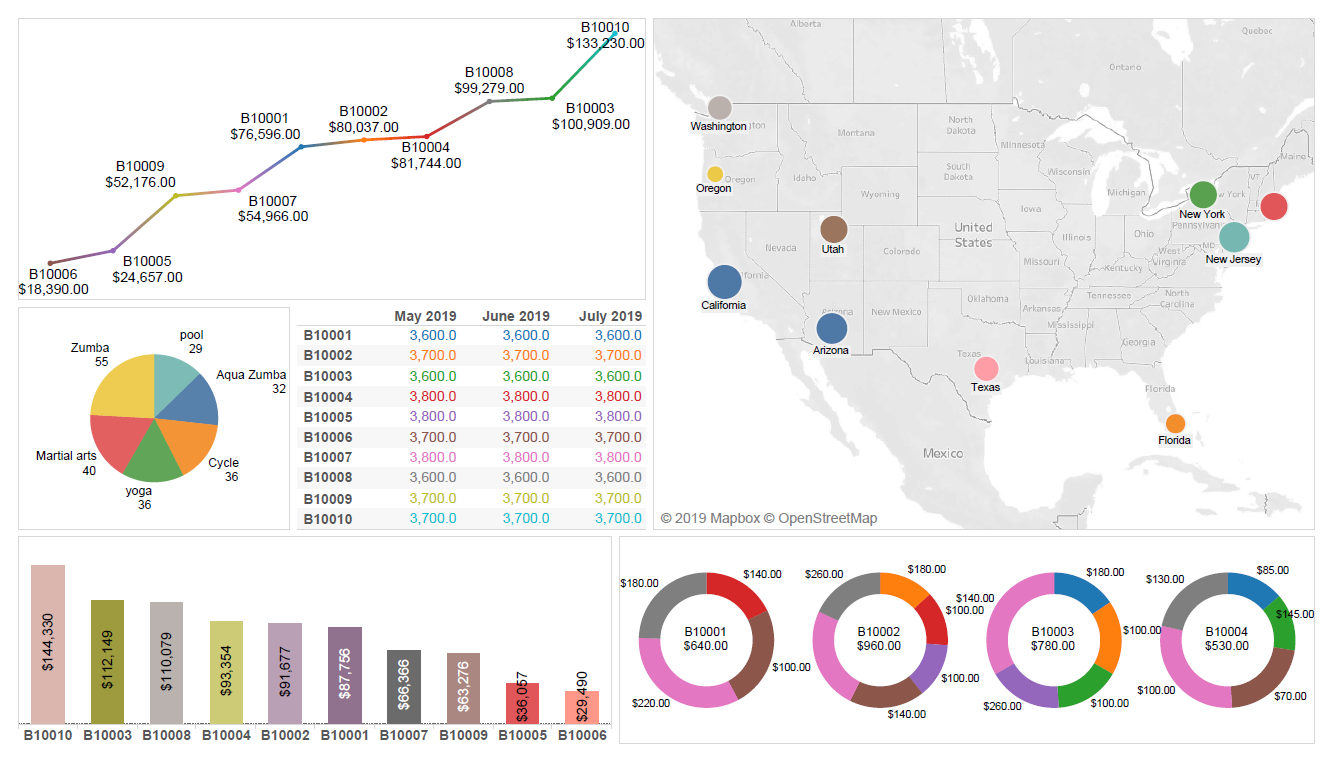 B10010
$133,230.00
B10008
$99,279.00
B10003
$100,909.00
B10001
$76,596.00
B10002
$80,037.00
B10004
$81,744.00
B10009
$52,176.00
B10007
$54,966.00
B10006
$18,390.00
B10005
$24,657.00
Alberta
Quebec
Ontario
Washington
Montana
North
Dakota
Minnesota
Maine
Oregon
Oregon
Idaho
South
Dakota
Wisconsin
Michigan
VT
Wyoming
New York
Iowa
Pennsylvan
Utah
Nevada
United
States
Illinois
Ohio
MD
New Jersey
Colorado
West
Virginia
California
Missouri
Kentucky
Oklahoma
Tennessee
North
Carolina
Arizona
New Mexico
Arkansas
Mississippi
Georgia
Texas
Louisiana
Texas
Florida
Florida
Mexico
© 2019 Mapbox © OpenStreetMap
pool
29
Zumba
55
Aqua Zumba
32
Martial arts
40
Cycle
36
yoga
36
May 2019 June 2019 July 2019
B10001 3,600.0 3,600.0 3,600.0
B10002 3,700.0 3,700.0 3,700.0
B10003 3,600.0 3,600.0 3,600.0
B10004 3,800.0 3,800.0 3,800.0
B10005 3,800.0 3,800.0 3,800.0
B10006 3,700.0 3,700.0 3,700.0
B10007 3,800.0 3,800.0 3,800.0
B10008 3,600.0 3,600.0 3,600.0
B10009 3,700.0 3,700.0 3,700.0
B10010 3,700.0 3,700.0 3,700.0
$144,330
$112,149
$110,079
$93,354
$91,677
$87,756
$66,366
$63,276
$36,057
$29,490
B10010 B10003 B10008 B10004 B10002 B10001 B10007 B10009 B10005 B10006
$180.00
$140.00
B10001
$640.00
$100.00
$220.00
$260.00
$180.00
$100.00
B10002
$960.00
$100.00
$140.00
$140.00
$180.00
B10003
$780.00
$100.00
$100.00
$260.00
$130.00
$85.00
$145.00
B10004
$530.00
$100.00
$70.00